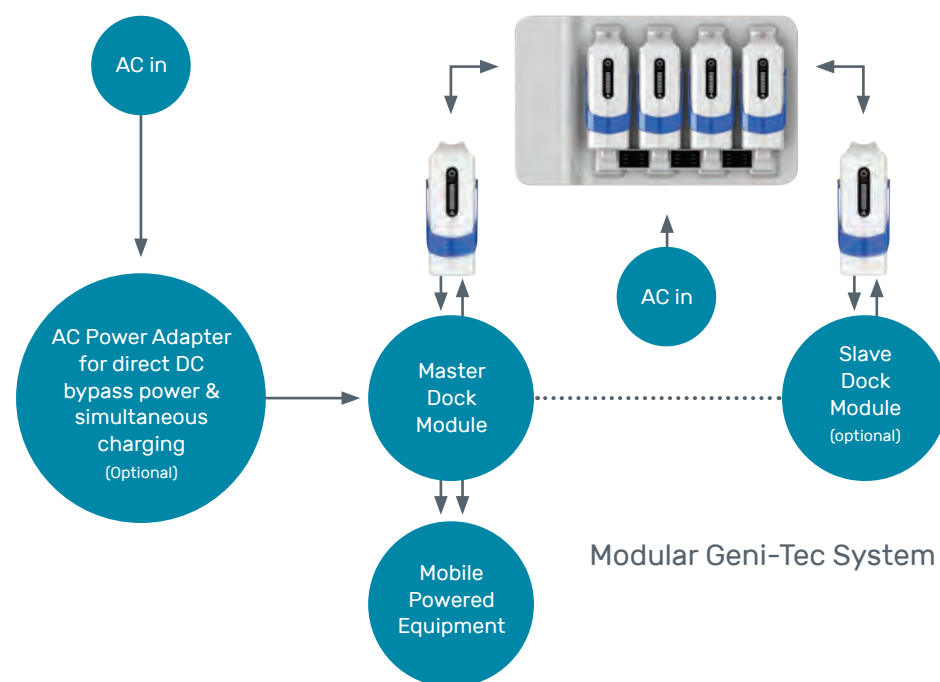 AC in
AC Power Adapter
for direct DC
bypass power &
simultaneous
charging
(Optional)
Master
Dock
Module
AC in
Slave
Dock
Module
(optional)
Mobile
Powered
Equipment
Modular Geni-Tec System